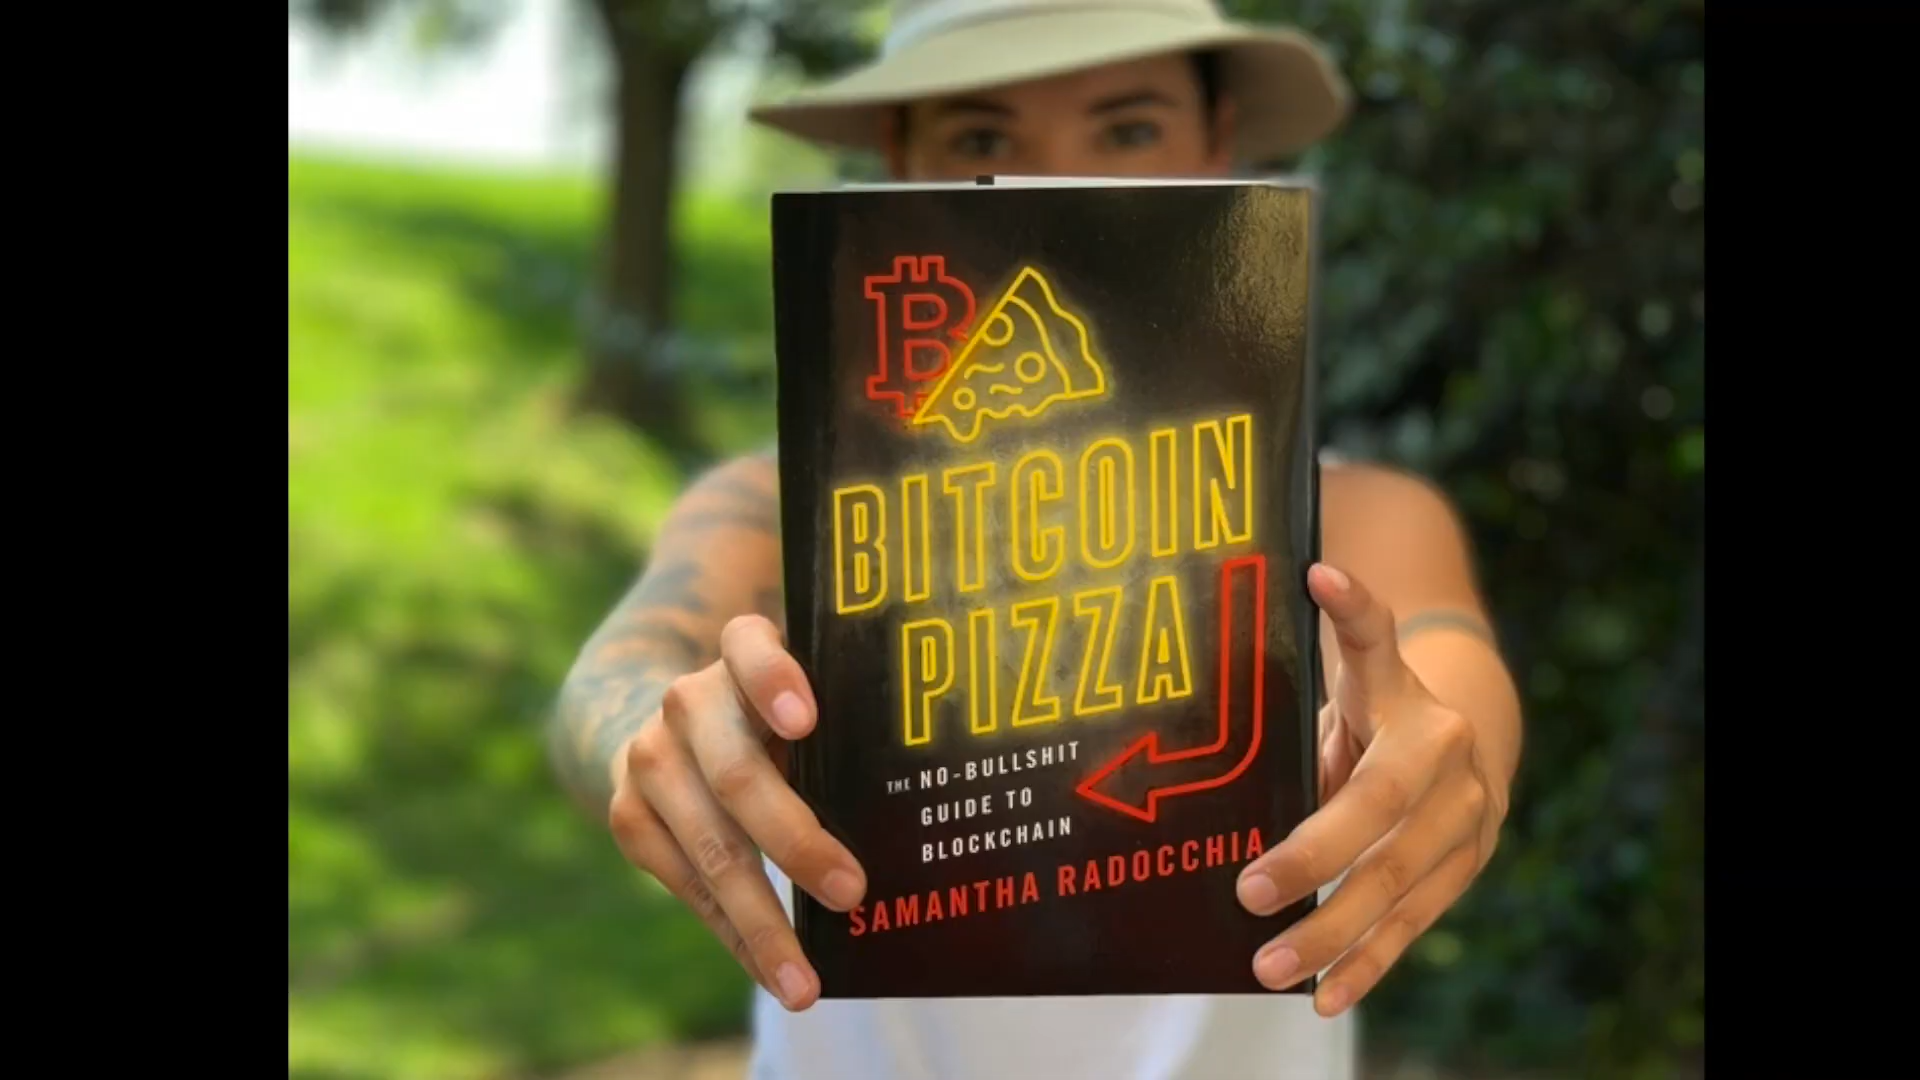 BITCOIN
PIZZA
THE NO-BULLSHIT
GUIDE TO
BLOCKCHAIN
SAMANTHA RADOCCHIA